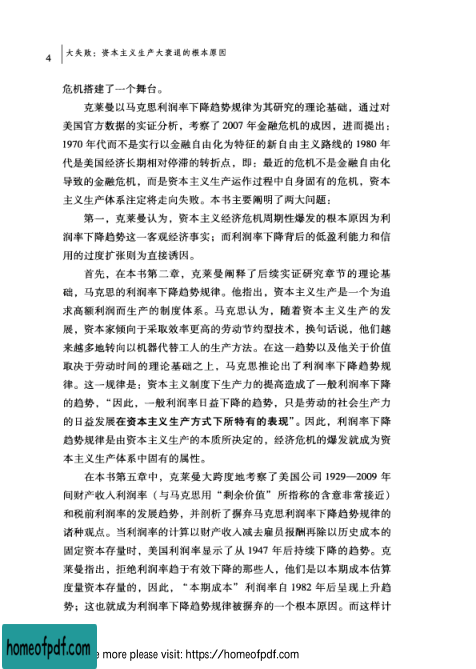 4
大失败：资本主义生产大衰退的根本原因
危机搭建了一个舞台。
克莱曼以马克思利润率下降趋势规律为其研究的理论基础，通过对
美国官方数据的实证分析，考察了2007 年金融危机的成因，进而提出：
1970 年代而不是实行以金融自由化为特征的新自由主义路线的 1980 年
代是美国经济长期相对停滞的转折点，即：最近的危机不是金融自由化
导致的金融危机，而是资本主义生产运作过程中自身固有的危机，资本
主义生产体系注定将走向失败。本书主要阐明了两大问题：
第一，克莱曼认为，资本主义经济危机周期性爆发的根本原因为利
润率下降趋势这一客观经济事实；而利润率下降背后的低盈利能力和信
用的过度扩张则为直接诱因。
首先，在本书第二章，克莱曼阐释了后续实证研究章节的理论基
础，马克思的利润率下降趋势规律。他指出，资本主义生产是一个为追
求高额利润而生产的制度体系。马克思认为，随着资本主义生产的发
展，资本家倾向于采取效率更高的劳动节约型技术，换句话说，他们越
来越多地转向以机器代替工人的生产方法。在这一趋势以及他关于价值
取决于劳动时间的理论基础之上，马克思推论出了利润率下降趋势规
律。这一规律是：资本主义制度下生产力的提高造成了一般利润率下降
的趋势，“因此，一般利润率日益下降的趋势，只是劳动的社会生产力
的日益发展在资本主义生产方式下所特有的表现”。因此，利润率下降
趋势规律是由资本主义生产的本质所决定的，经济危机的爆发就成为资
本主义生产体系中固有的属性。
在本书第五章中，克莱曼大跨度地考察了美国公司 1929—2009 年
间财产收入利润率（与马克思用“剩余价值”所指称的含意非常接近）
和税前利润率的发展趋势，并剖析了摒弃马克思利润率下降趋势规律的
诸种观点。当利润率的计算以财产收入减去雇员报酬再除以历史成本的
固定资本存量时，美国利润率显示了从 1947 年后持续下降的趋势。克
莱曼指出，拒绝利润率趋于有效下降的那些人，他们是以本期成本估算
度量资本存量的，因此，“本期成本”利润率自 1982 年后呈现上升趋
势；这也就成为利润率下降趋势规律被摒弃的一个根本原因。而这样计
homeofpdf.com
e more please visit: https://homeofpdf.com